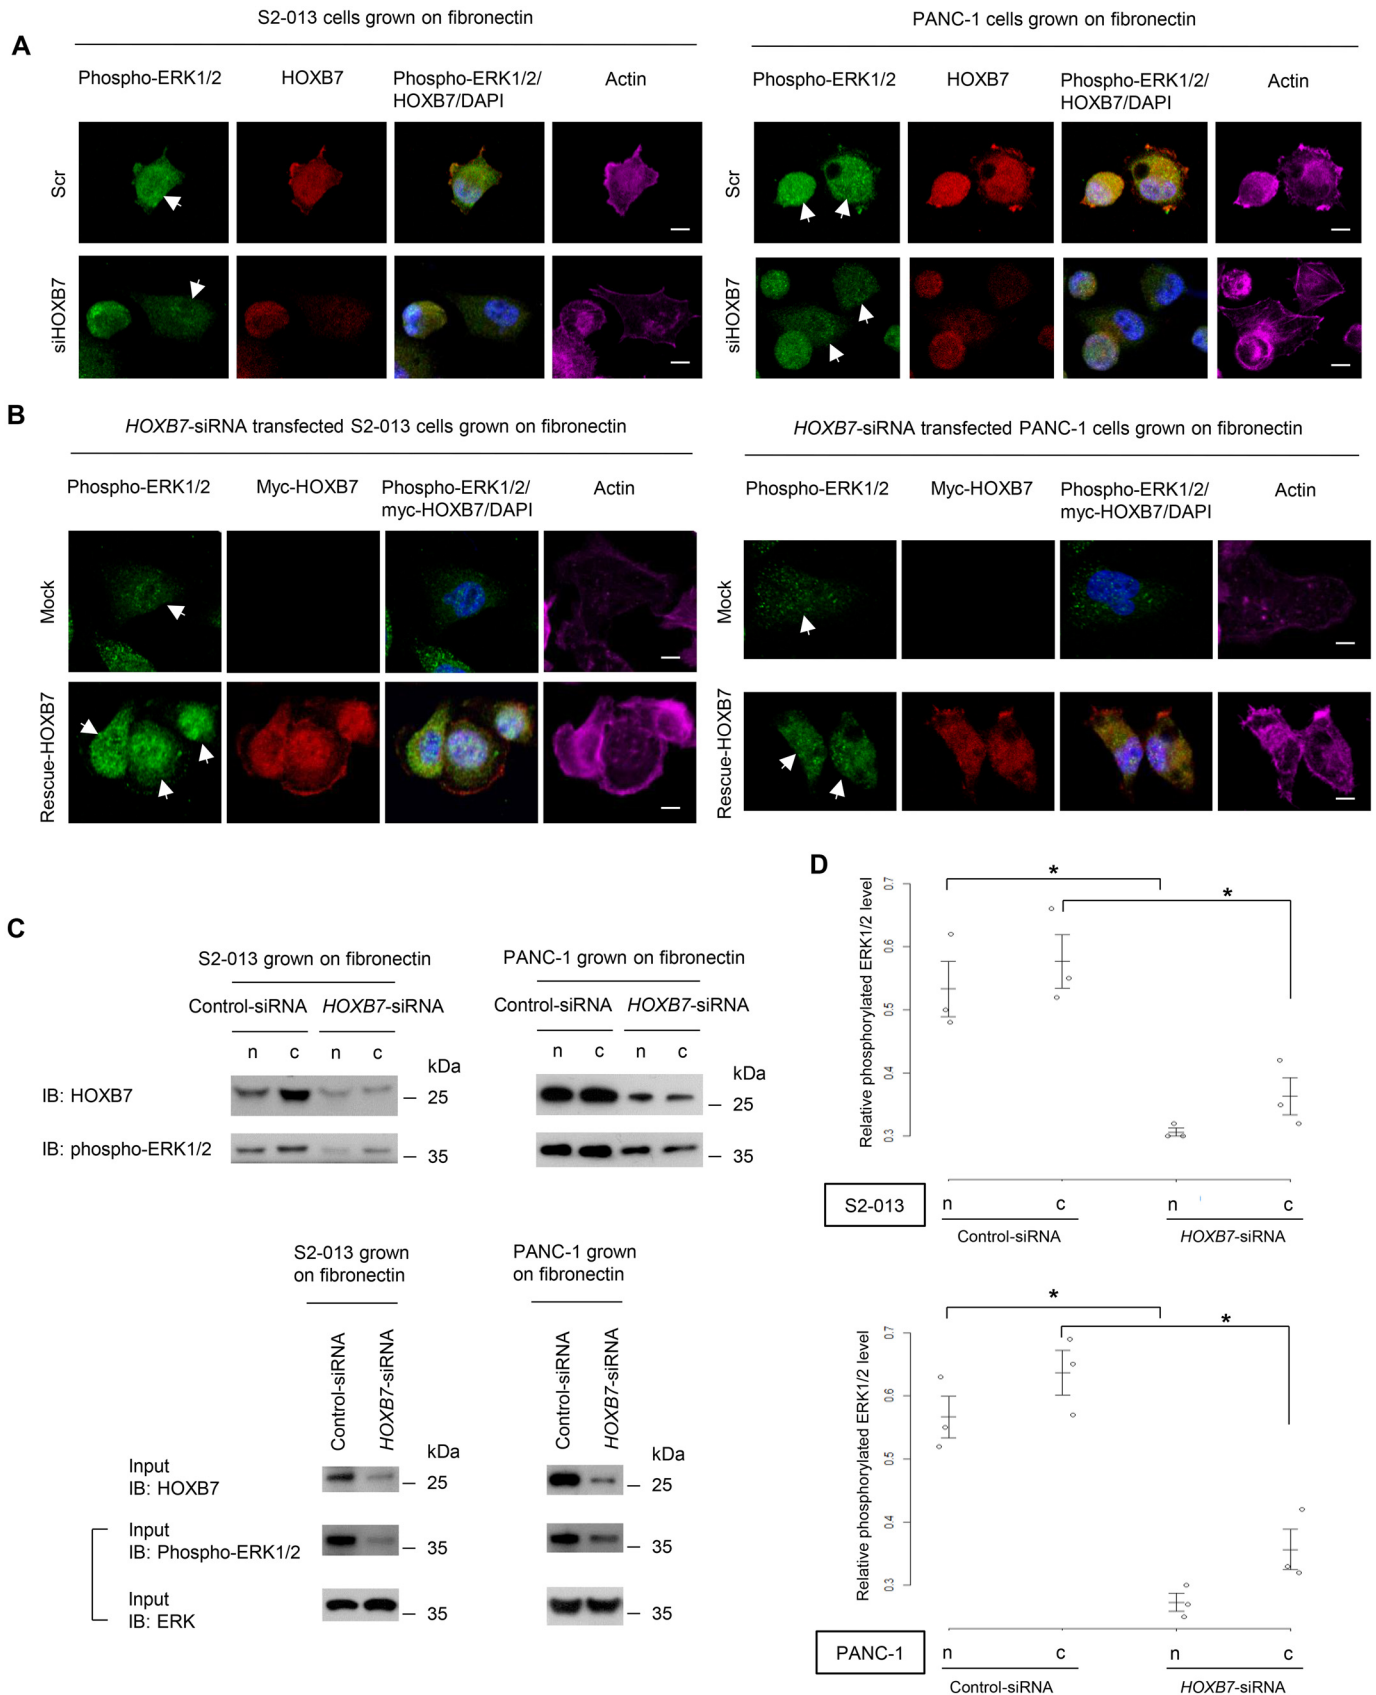 A
S2-013 cells grown on fibronectin
Phospho-ERK1/2
HOXB7
Phospho-ERK1/2/
HOXB7/DAPI
Actin
Scr
siHOXB7
PANC-1 cells grown on fibronectin
Phospho-ERK1/2
HOXB7
Phospho-ERK1/2/
HOXB7/DAPI
Actin
Scr
siHOXB7
B
HOXB7-siRNA transfected S2-013 cells grown on fibronectin
Phospho-ERK1/2
Myc-HOXB7
Phospho-ERK1/2/
myc-HOXB7/DAPI
Actin
Mock
Rescue-HOXB7
HOXB7-siRNA transfected PANC-1 cells grown on fibronectin
Phospho-ERK1/2
Myc-HOXB7
Phospho-ERK1/2/
myc-HOXB7/DAPI
Actin
Mock
Rescue-HOXB7
C
S2-013 grown on fibronectin
Control-siRNA HOXB7-siRNA
n c n c
kDa
IB: HOXB7
25
IB: phospho-ERK1/2
35
PANC-1 grown on fibronectin
Control-siRNA HOXB7-siRNA
n c n c
kDa
25
35
S2-013 grown
on fibronectin
Control-siRNA
HOXB7-siRNA
kDa
Input
IB: HOXB7
25
Input
IB: Phospho-ERK1/2
35
Input
IB: ERK
35
PANC-1 grown
on fibronectin
Control-siRNA
HOXB7-siRNA
kDa
25
35
35
D
Relative phosphorylated ERK1/2 level
0.7
0.6
0.5
0.4
0.3
*
*
S2-013
n c n c
Control-siRNA HOXB7-siRNA
Relative phosphorylated ERK1/2 level
0.7
0.6
0.5
0.4
0.3
*
*
PANC-1
n c n c
Control-siRNA HOXB7-siRNA